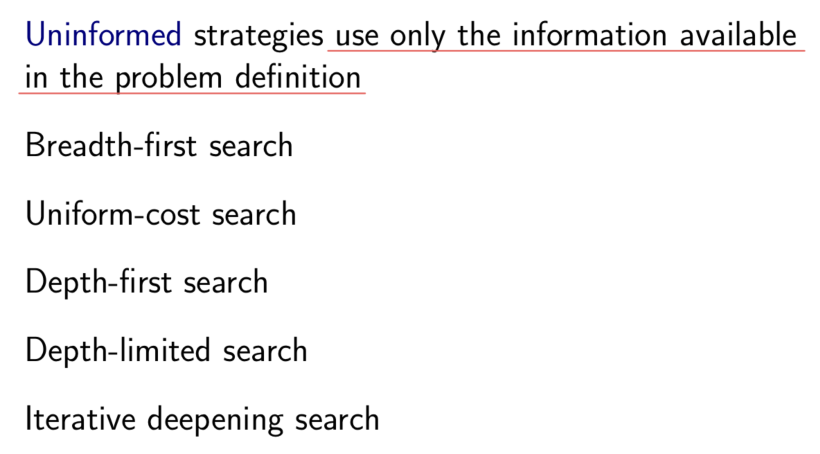 Uninformed strategies use only the information available
in the problem definition
Breadth-first search
Uniform-cost search
Depth-first search
Depth-limited search
Iterative deepening search